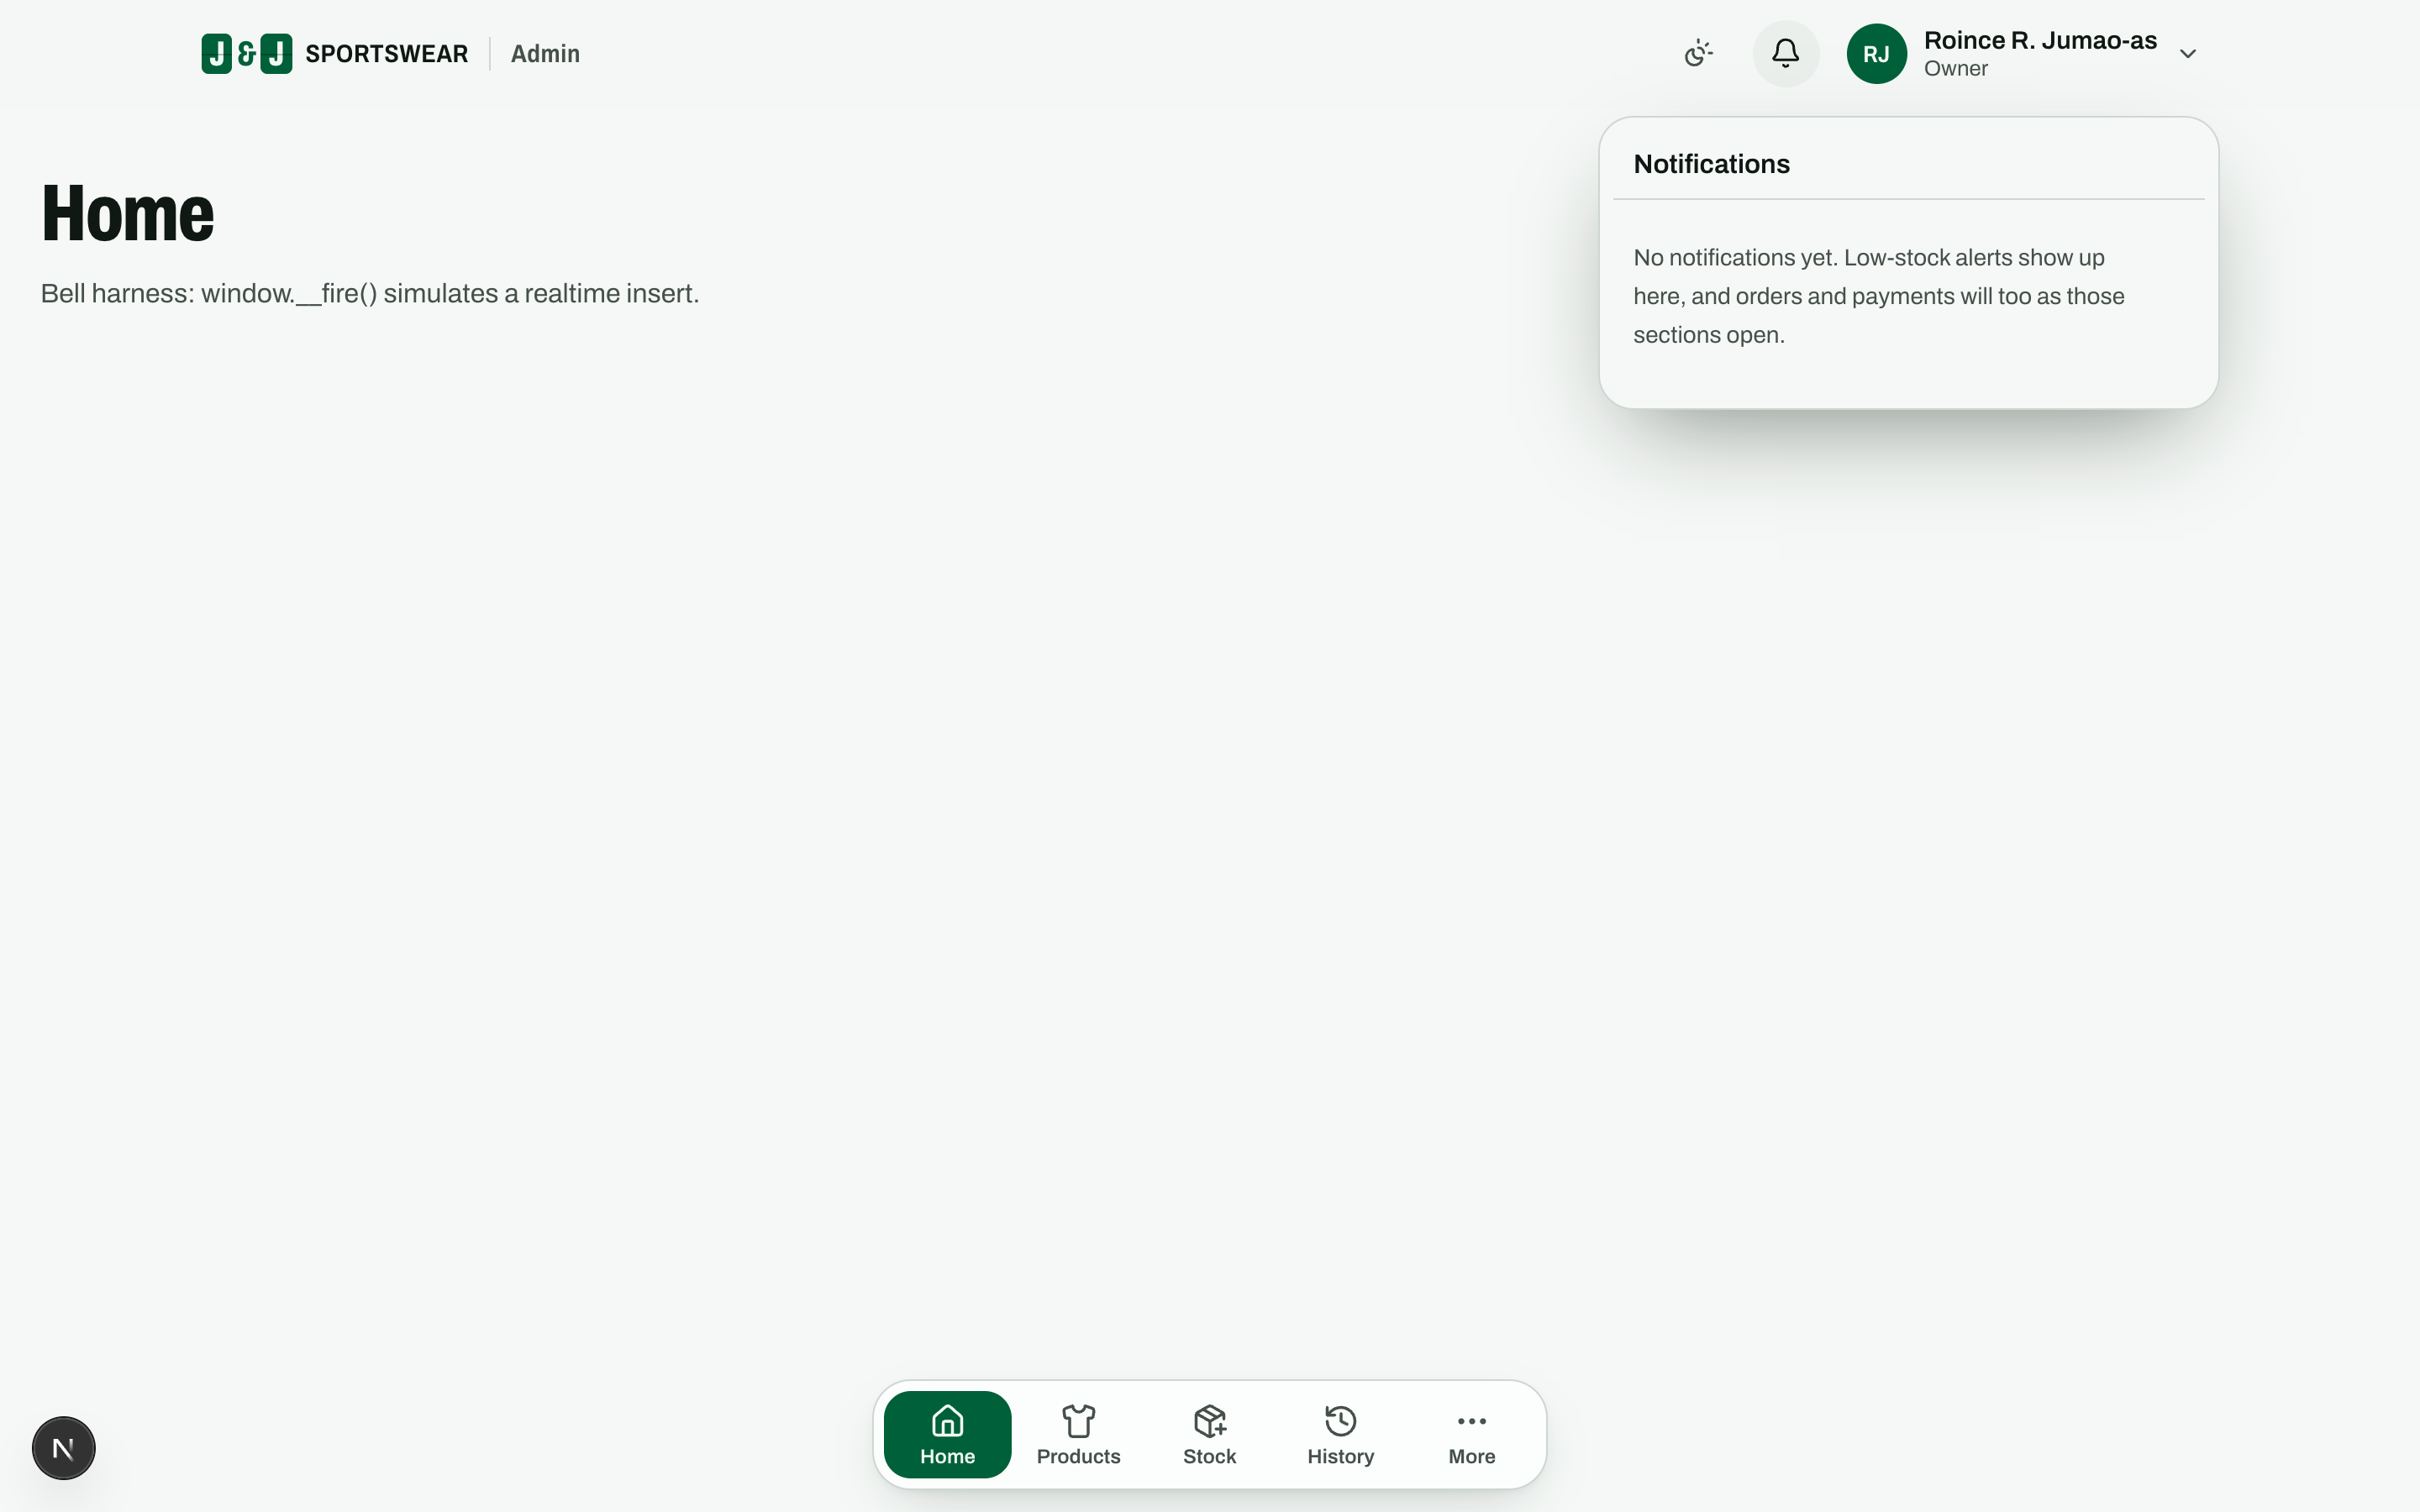 J & J SPORTSWEAR Admin
RJ Roince R. Jumao-as
Owner
Notifications
No notifications yet. Low-stock alerts show up
here, and orders and payments will too as those
sections open.
Home
Bell harness: window.__fire() simulates a realtime insert.
N
Home Products Stock History More